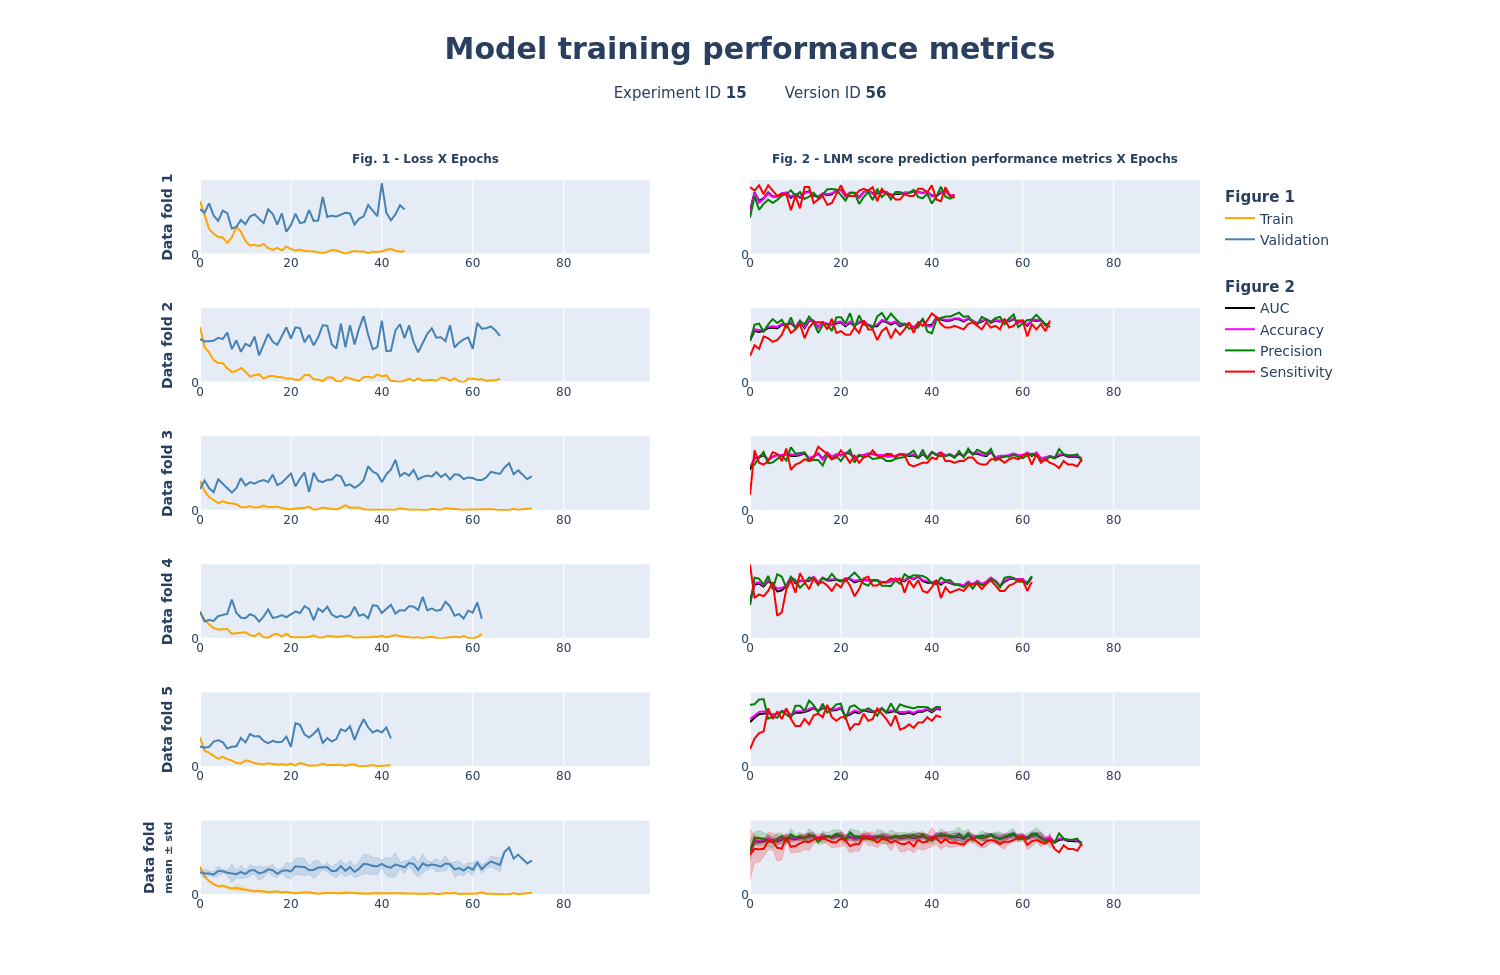 Model training performance metrics
Experiment ID 15 Version ID 56
Fig. 1 - Loss X Epochs
Fig. 2 - LNM score prediction performance metrics X Epochs
Data fold 1
0
0 20 40 60 80
0
0 20 40 60 80
Figure 1
Train
Validation
Figure 2
AUC
Accuracy
Precision
Sensitivity
Data fold 2
0
0 20 40 60 80
0
0 20 40 60 80
Data fold 3
0
0 20 40 60 80
0
0 20 40 60 80
Data fold 4
0
0 20 40 60 80
0
0 20 40 60 80
Data fold 5
0
0 20 40 60 80
0
0 20 40 60 80
Data fold
mean ± std
0
0 20 40 60 80
0
0 20 40 60 80